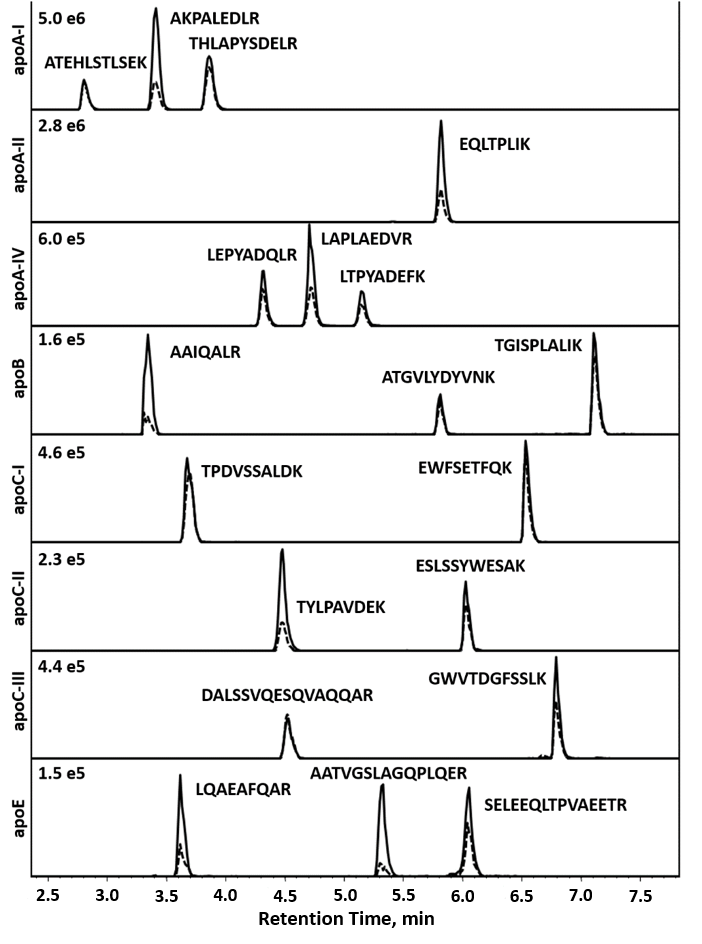 apoA-I
5.0 e6
AKPALEDLR
THLAPYSDELR
ATEHLSTLSEK
apoA-II
2.8 e6
EQLTPLIK
apoA-IV
6.0 e5
LEPYADQLR
LAPLAEDVR
LTPYADEFK
apoB
1.6 e5
AAIQALR
TGISPLALIK
ATGVLYDYVNK
apoC-I
4.6 e5
TPDVSSALDK
EWFSETFQK
apoC-II
2.3 e5
ESLSSYWESAK
TYLPAVDEK
apoC-III
4.4 e5
GWVTDGFSSLK
DALSSVQESQVAQQAR
apoE
1.5 e5
AATVGSLAGQPLQER
LQAEAFQAR
SELEEQLTPVAEETR
2.5 3.0 3.5 4.0 4.5 5.0 5.5 6.0 6.5 7.0 7.5
Retention Time, min